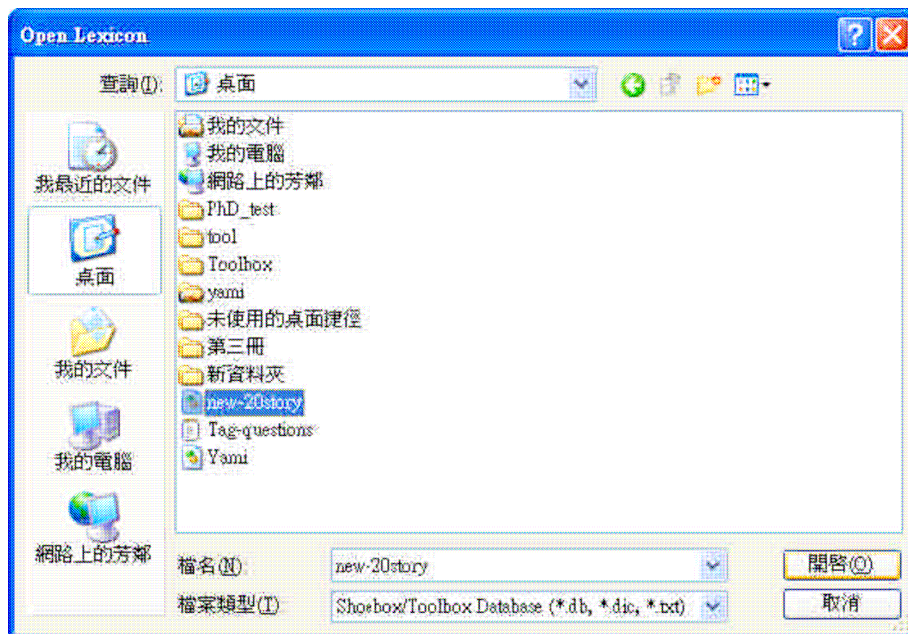 Open Lexicon
查詢(I):
桌面
我最近的文件
桌面
我的文件
我的電腦
網路上的芳鄰
我的文件
我的電腦
網路上的芳鄰
PhD_test
tool
Toolbox
yami
未使用的桌面捷徑
第三冊
新資料夾
new-20story
Tag-questions
Yami
檔名(N)
new-20story
開啓(O)
檔案類型(T)
Shoebox/Toolbox Database (*.db, *.dic, *.txt)
取消